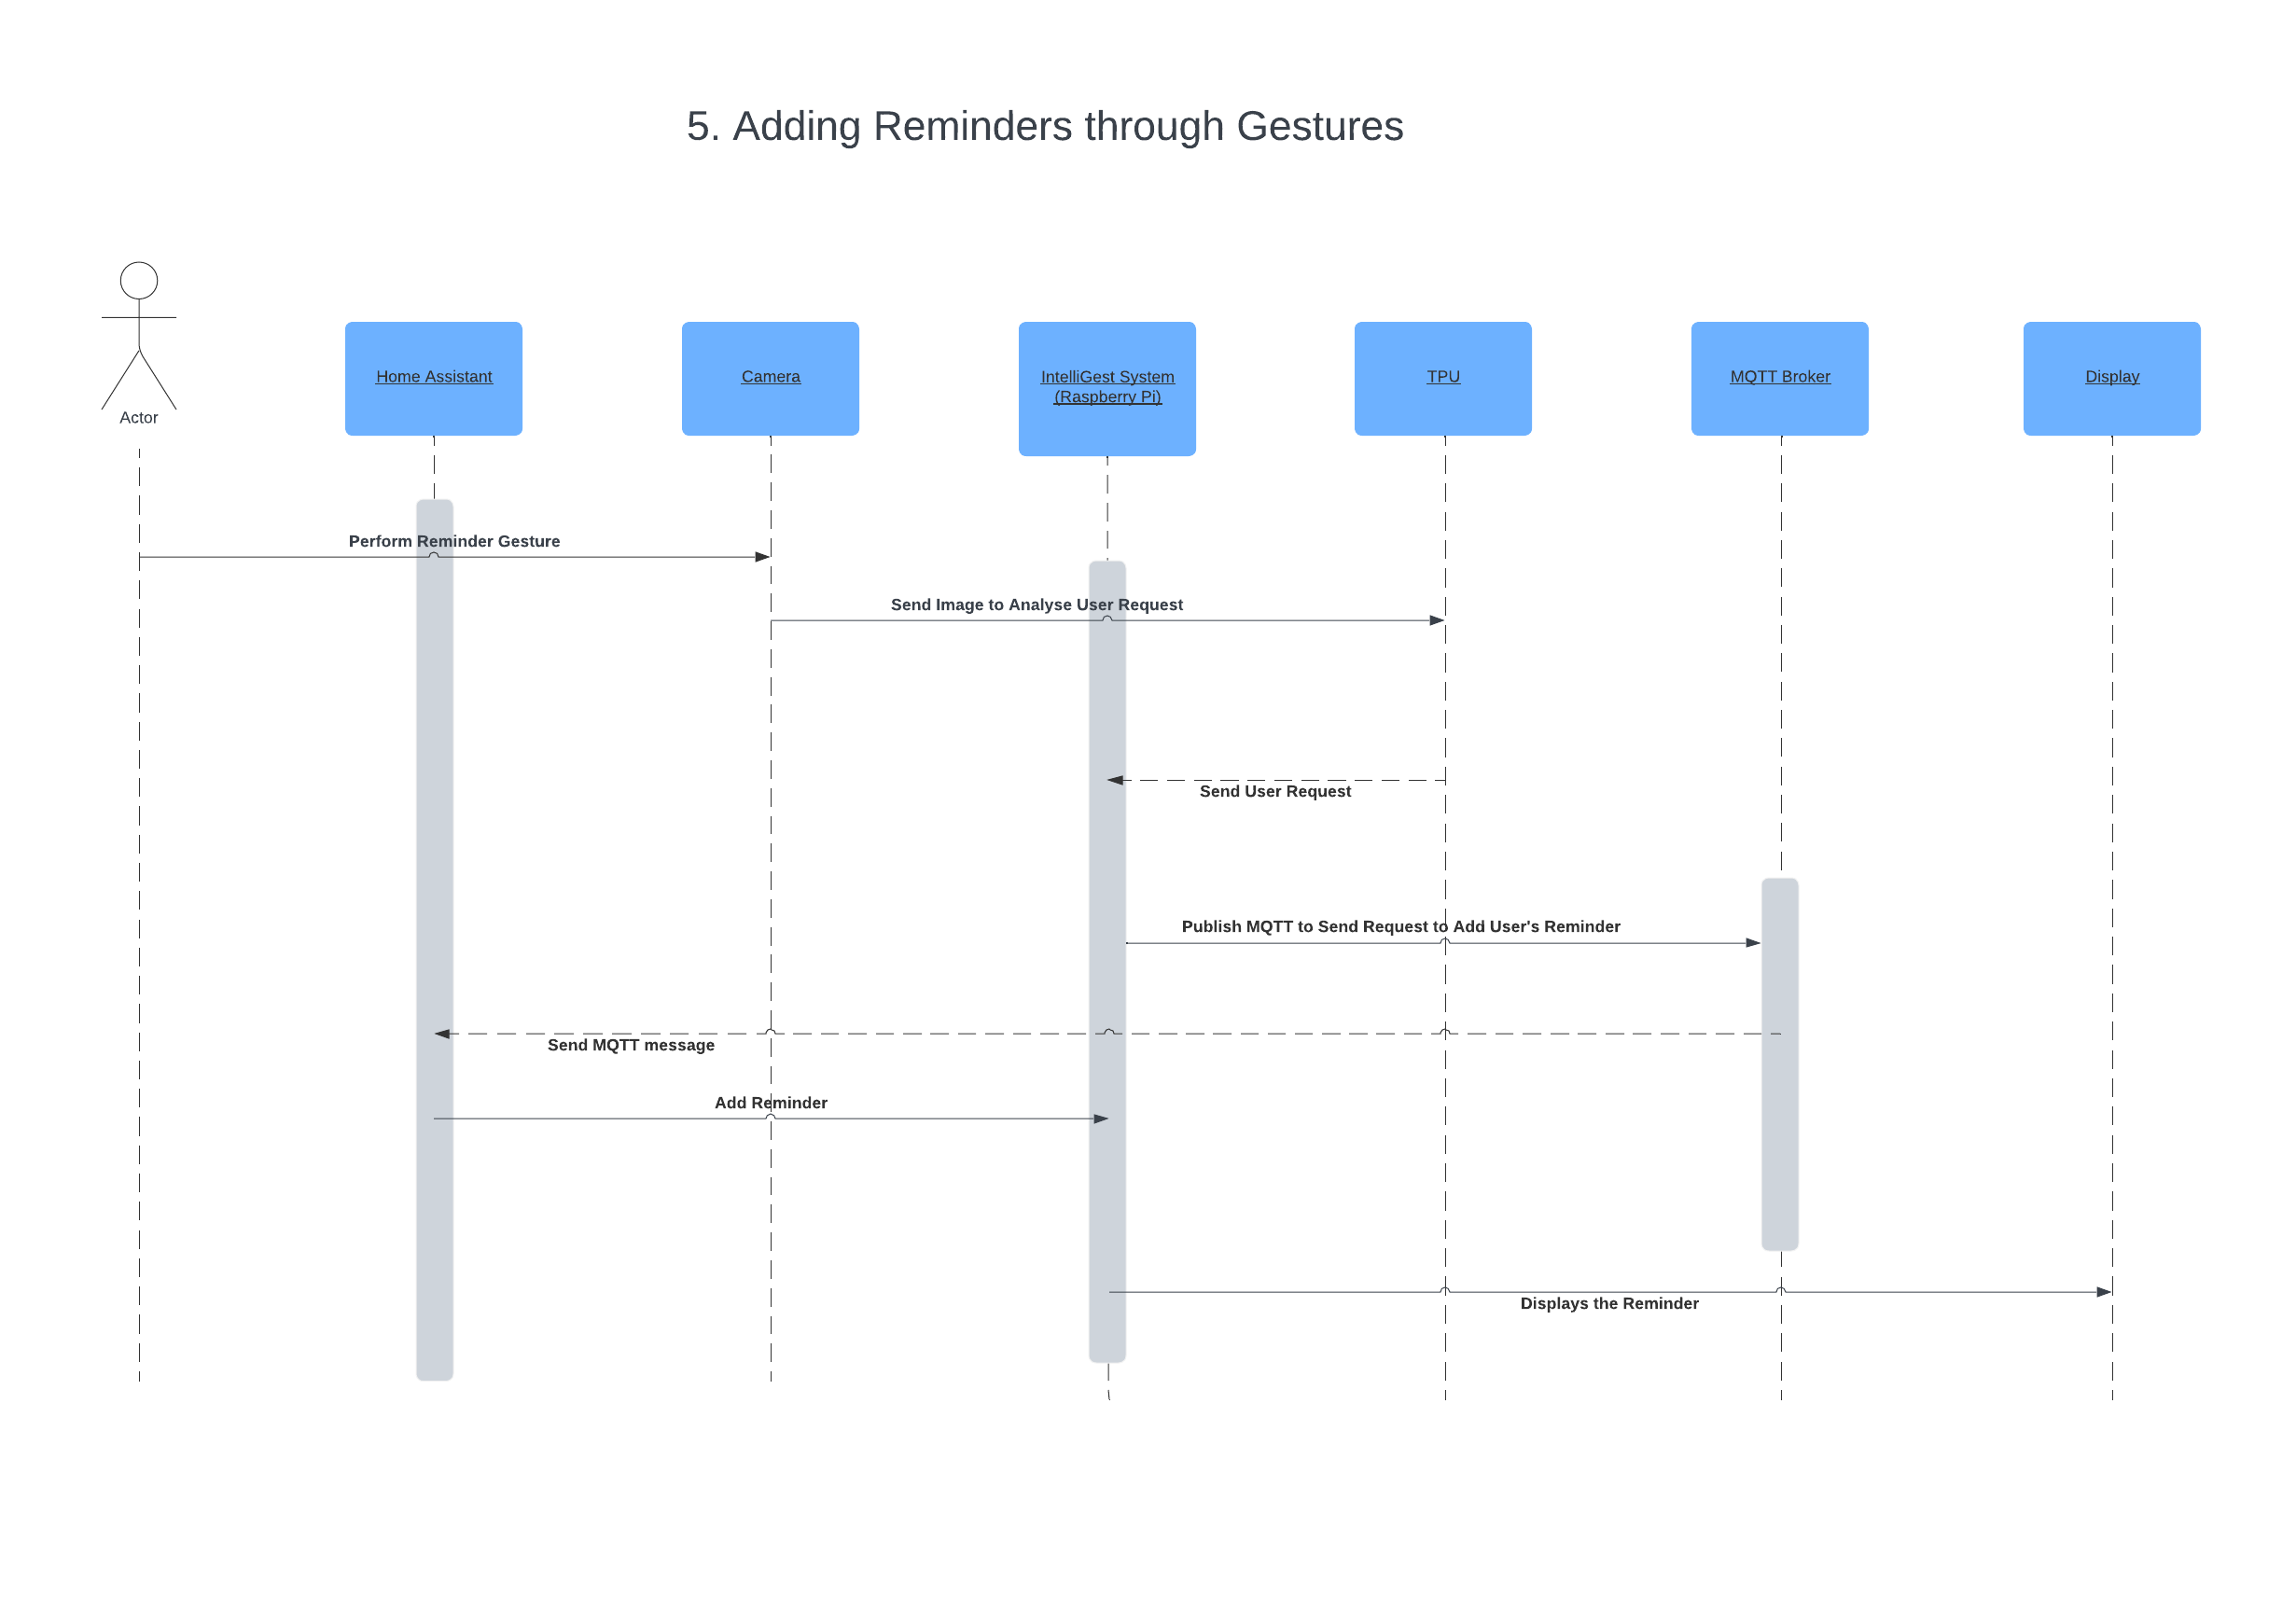 5. Adding Reminders through Gestures
Actor
Home Assistant
Camera
IntelliGest System
(Raspberry Pi)
TPU
MQTT Broker
Display
Perform Reminder Gesture
Send Image to Analyse User Request
Send User Request
Publish MQTT to Send Request to Add User's Reminder
Send MQTT message
Add Reminder
Displays the Reminder